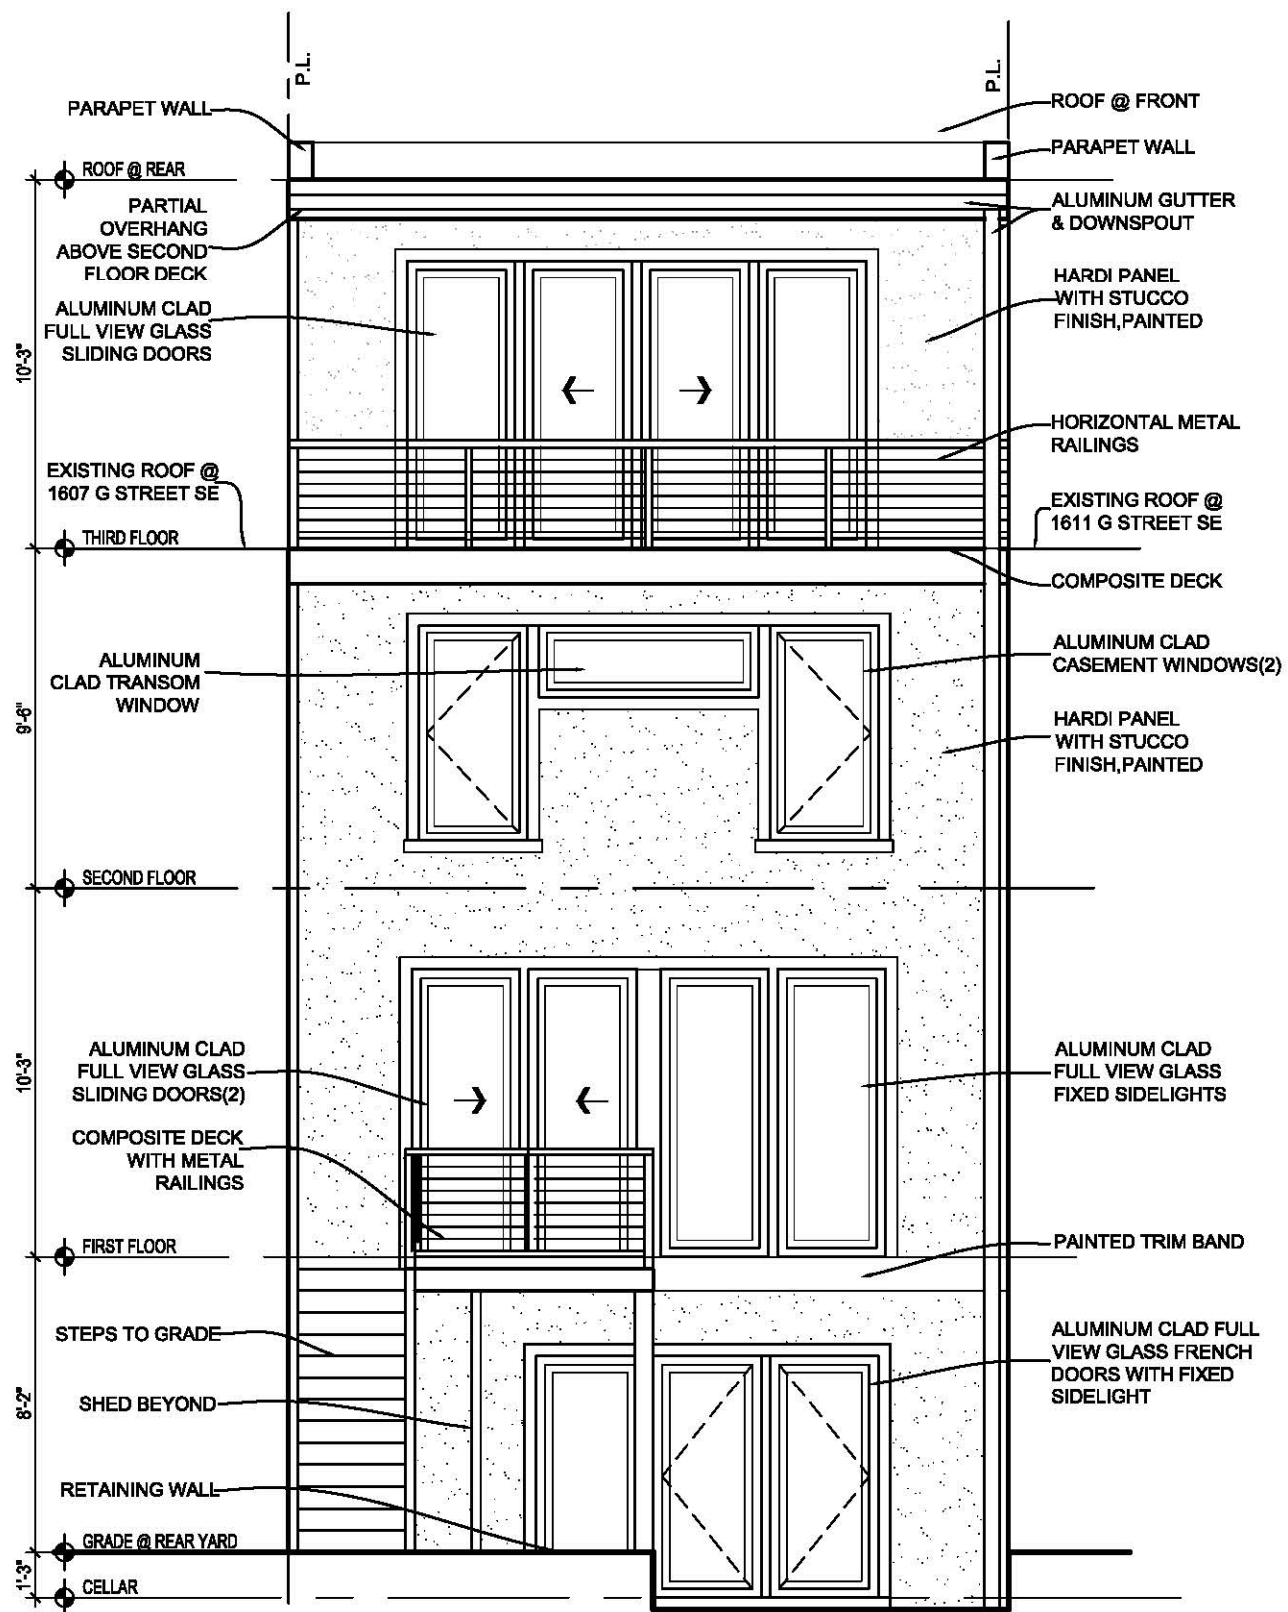 P.L.
P.L.
PARAPET WALL
ROOF @ FRONT
PARAPET WALL
ROOF @ REAR
PARTIAL
OVERHANG
ABOVE SECOND
FLOOR DECK
ALUMINUM GUTTER
& DOWNSPOUT
ALUMINUM CLAD
FULL VIEW GLASS
SLIDING DOORS
HARDI PANEL
WITH STUCCO
FINISH,PAINTED
10'-3"
HORIZONTAL METAL
RAILINGS
EXISTING ROOF @
1607 G STREET SE
EXISTING ROOF @
1611 G STREET SE
THIRD FLOOR
COMPOSITE DECK
ALUMINUM
CLAD TRANSOM
WINDOW
ALUMINUM CLAD
CASEMENT WINDOWS(2)
9'-6"
HARDI PANEL
WITH STUCCO
FINISH,PAINTED
SECOND FLOOR
10'-3"
ALUMINUM CLAD
FULL VIEW GLASS
SLIDING DOORS(2)
ALUMINUM CLAD
FULL VIEW GLASS
FIXED SIDELIGHTS
COMPOSITE DECK
WITH METAL
RAILINGS
FIRST FLOOR
PAINTED TRIM BAND
STEPS TO GRADE
ALUMINUM CLAD FULL
VIEW GLASS FRENCH
DOORS WITH FIXED
SIDELIGHT
8'-2"
SHED BEYOND
RETAINING WALL
GRADE @ REAR YARD
1'-3"
CELLAR